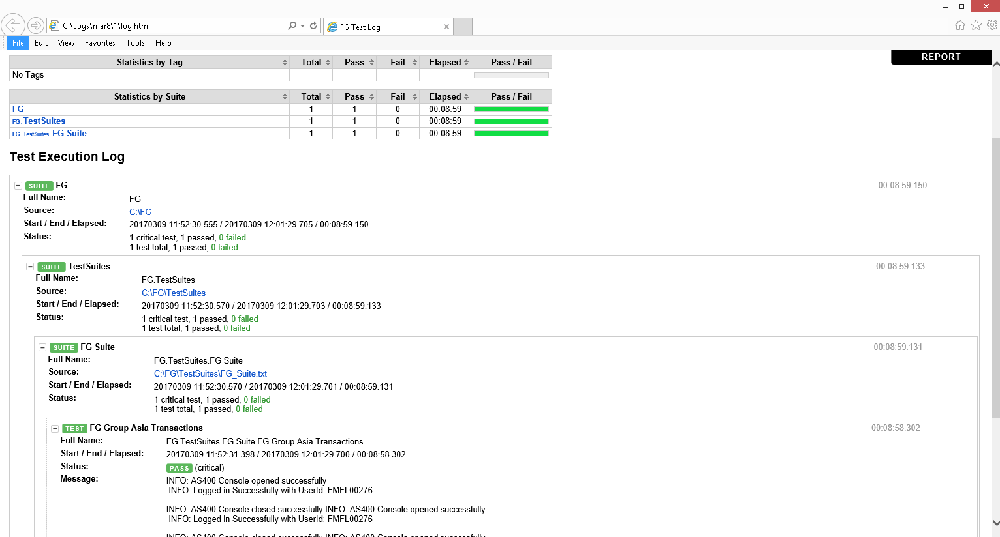 C:\Logs\mar8\1\log.html
FG Test Log
File Edit View Favorites Tools Help
REPORT
Statistics by Tag Total Pass Fail Elapsed Pass / Fail
No Tags
Statistics by Suite Total Pass Fail Elapsed Pass / Fail
FG 1 1 0 00:08:59
FG.TestSuites 1 1 0 00:08:59
FG.TestSuites.FG Suite 1 1 0 00:08:59
Test Execution Log
SUITE FG 00:08:59.150
Full Name: FG
Source: C:\FG
Start / End / Elapsed: 20170309 11:52:30.555 / 20170309 12:01:29.705 / 00:08:59.150
Status: 1 critical test, 1 passed, 0 failed
1 test total, 1 passed, 0 failed
SUITE TestSuites 00:08:59.133
Full Name: FG.TestSuites
Source: C:\FG\TestSuites
Start / End / Elapsed: 20170309 11:52:30.570 / 20170309 12:01:29.703 / 00:08:59.133
Status: 1 critical test, 1 passed, 0 failed
1 test total, 1 passed, 0 failed
SUITE FG Suite 00:08:59.131
Full Name: FG.TestSuites.FG Suite
Source: C:\FG\TestSuites\FG_Suite.txt
Start / End / Elapsed: 20170309 11:52:30.570 / 20170309 12:01:29.701 / 00:08:59.131
Status: 1 critical test, 1 passed, 0 failed
1 test total, 1 passed, 0 failed
TEST FG Group Asia Transactions 00:08:58.302
Full Name: FG.TestSuites.FG Suite.FG Group Asia Transactions
Start / End / Elapsed: 20170309 11:52:31.398 / 20170309 12:01:29.700 / 00:08:58.302
Status: PASS (critical)
Message: INFO: AS400 Console opened successfully
INFO: Logged in Successfully with UserId: FMFL00276
INFO: AS400 Console closed successfully INFO: AS400 Console opened successfully
INFO: Logged in Successfully with UserId: FMFL00276
INFO: AS400 Console closed successfully INFO: AS400 Console opened successfully